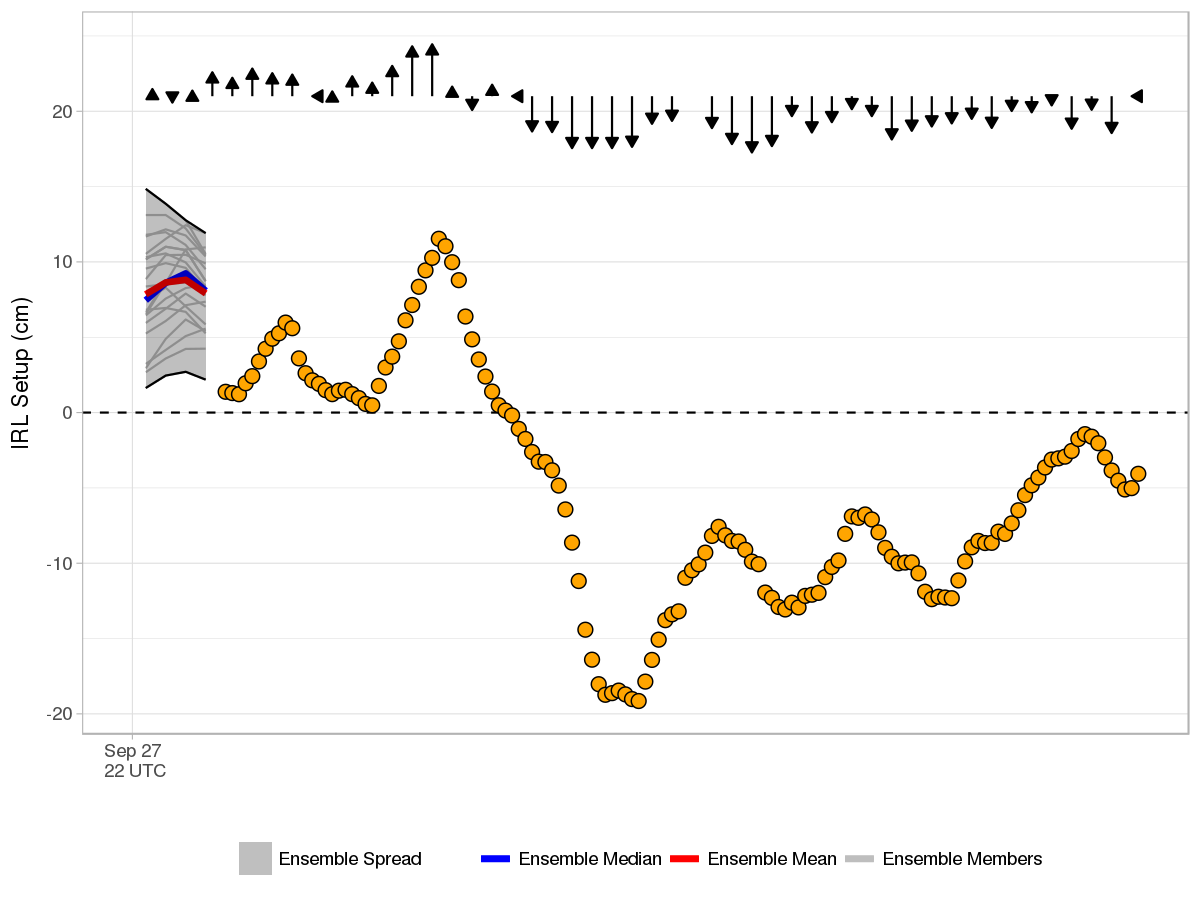 IRL Setup (cm)
20
10
0
-10
-20
Sep 27
22 UTC
Ensemble Spread
Ensemble Median
Ensemble Mean
Ensemble Members